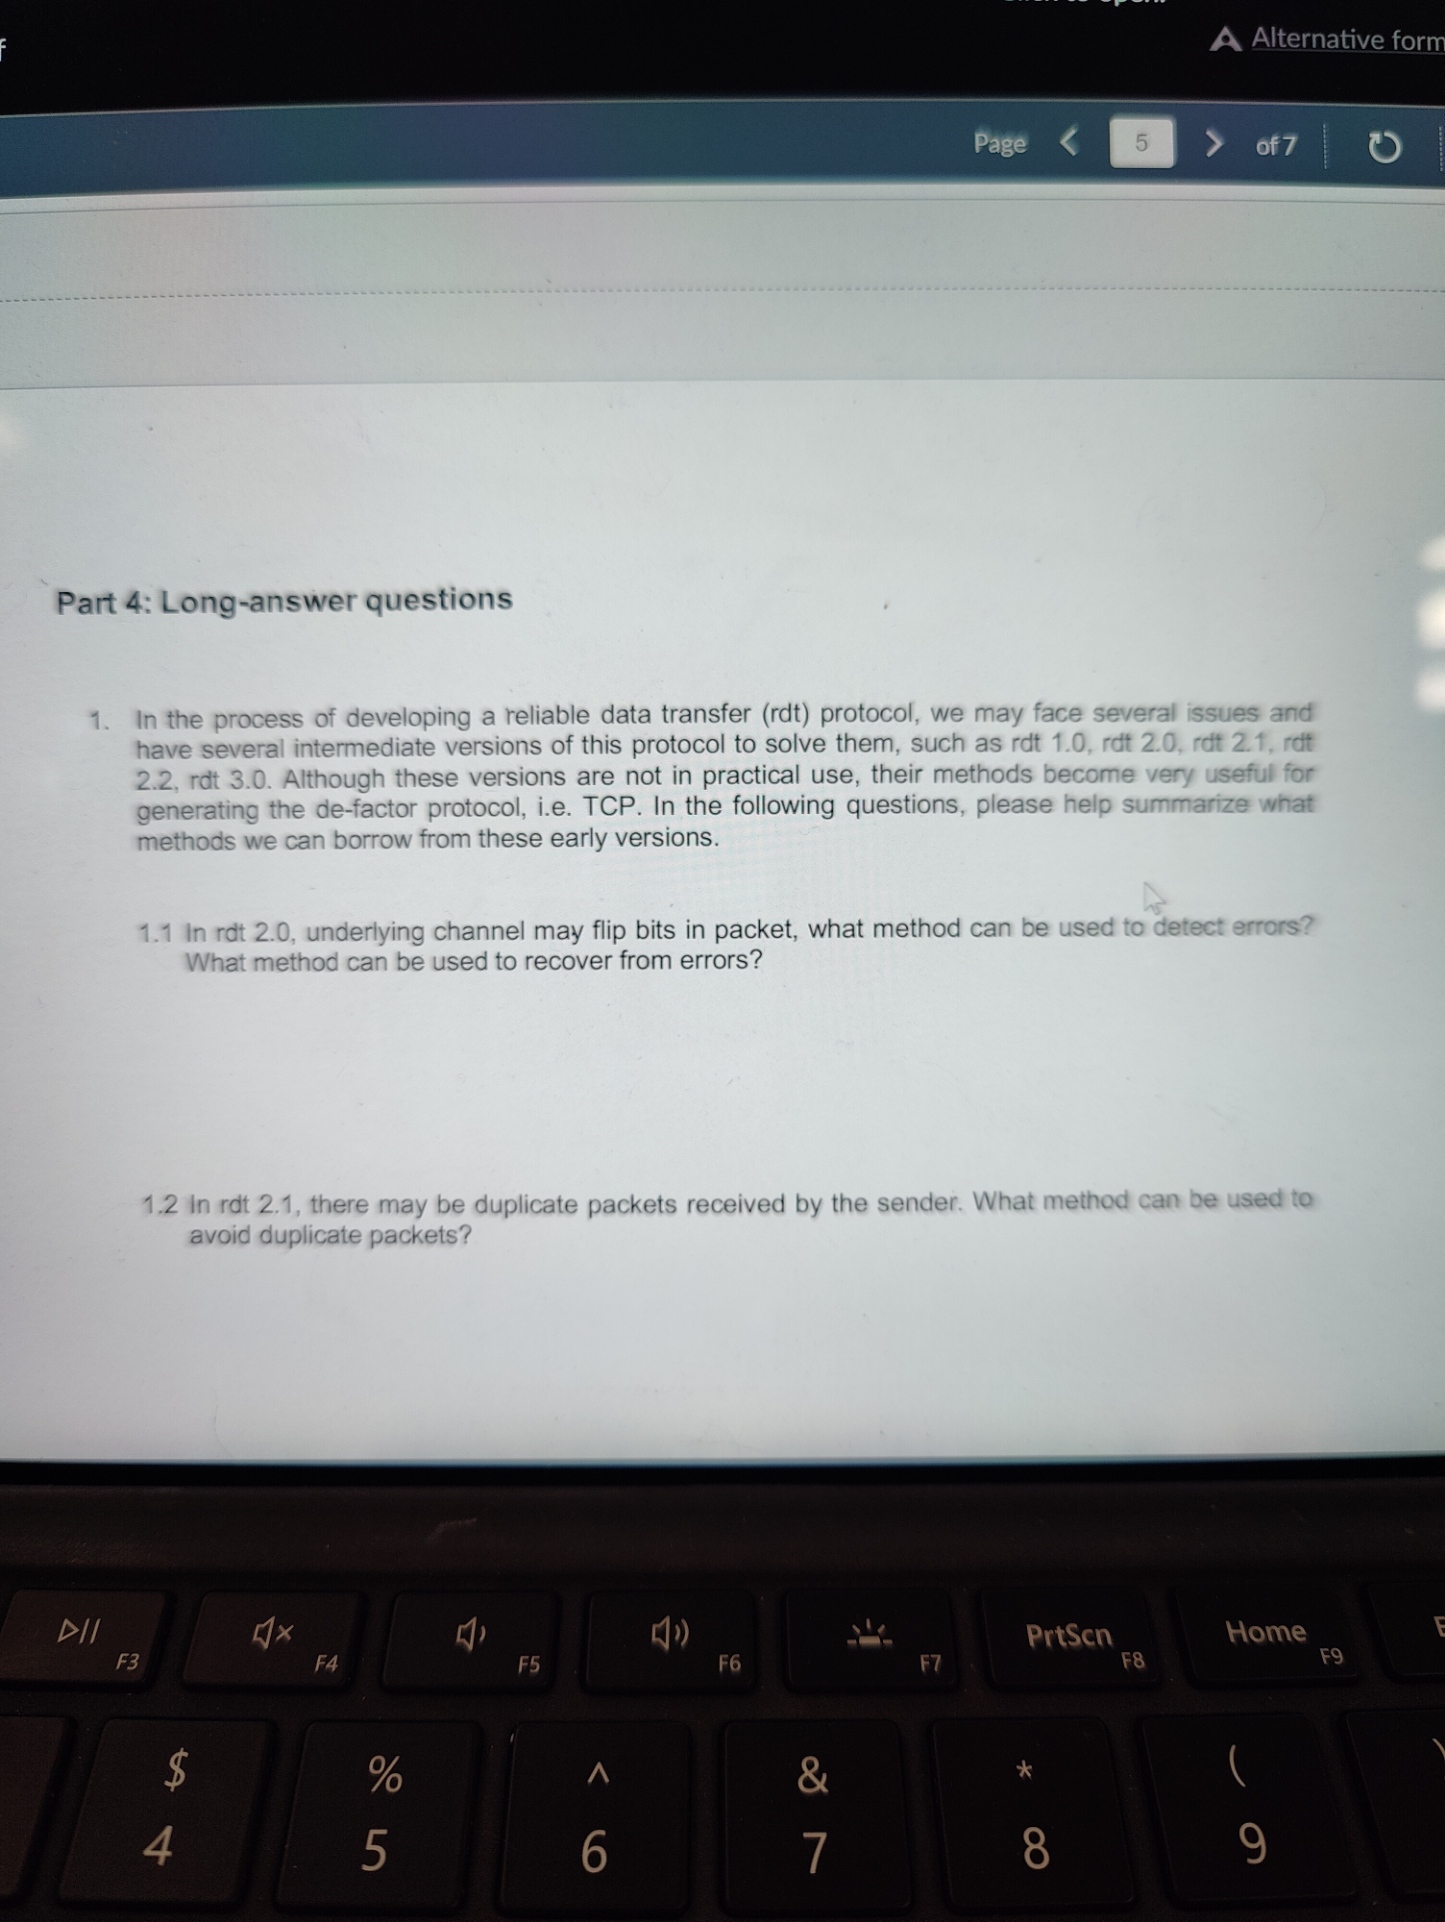 Alternative form
f
Page < 5 > of 7
Part 4: Long-answer questions
1. In the process of developing a reliable data transfer (rdt) protocol, we may face several issues and
have several intermediate versions of this protocol to solve them, such as rdt 1.0, rdt 2.0, rdt 2.1, rdt
2.2, rdt 3.0. Although these versions are not in practical use, their methods become very useful for
generating the de-factor protocol, i.e. TCP. In the following questions, please help summarize what
methods we can borrow from these early versions.
1.1 In rdt 2.0, underlying channel may flip bits in packet, what method can be used to detect errors?
What method can be used to recover from errors?
1.2 In rdt 2.1, there may be duplicate packets received by the sender. What method can be used to
avoid duplicate packets?
PrtScn Home
F3 F4 F5 F6 F7 F8 F9
$ % ^ & * (
4 5 6 7 8 9